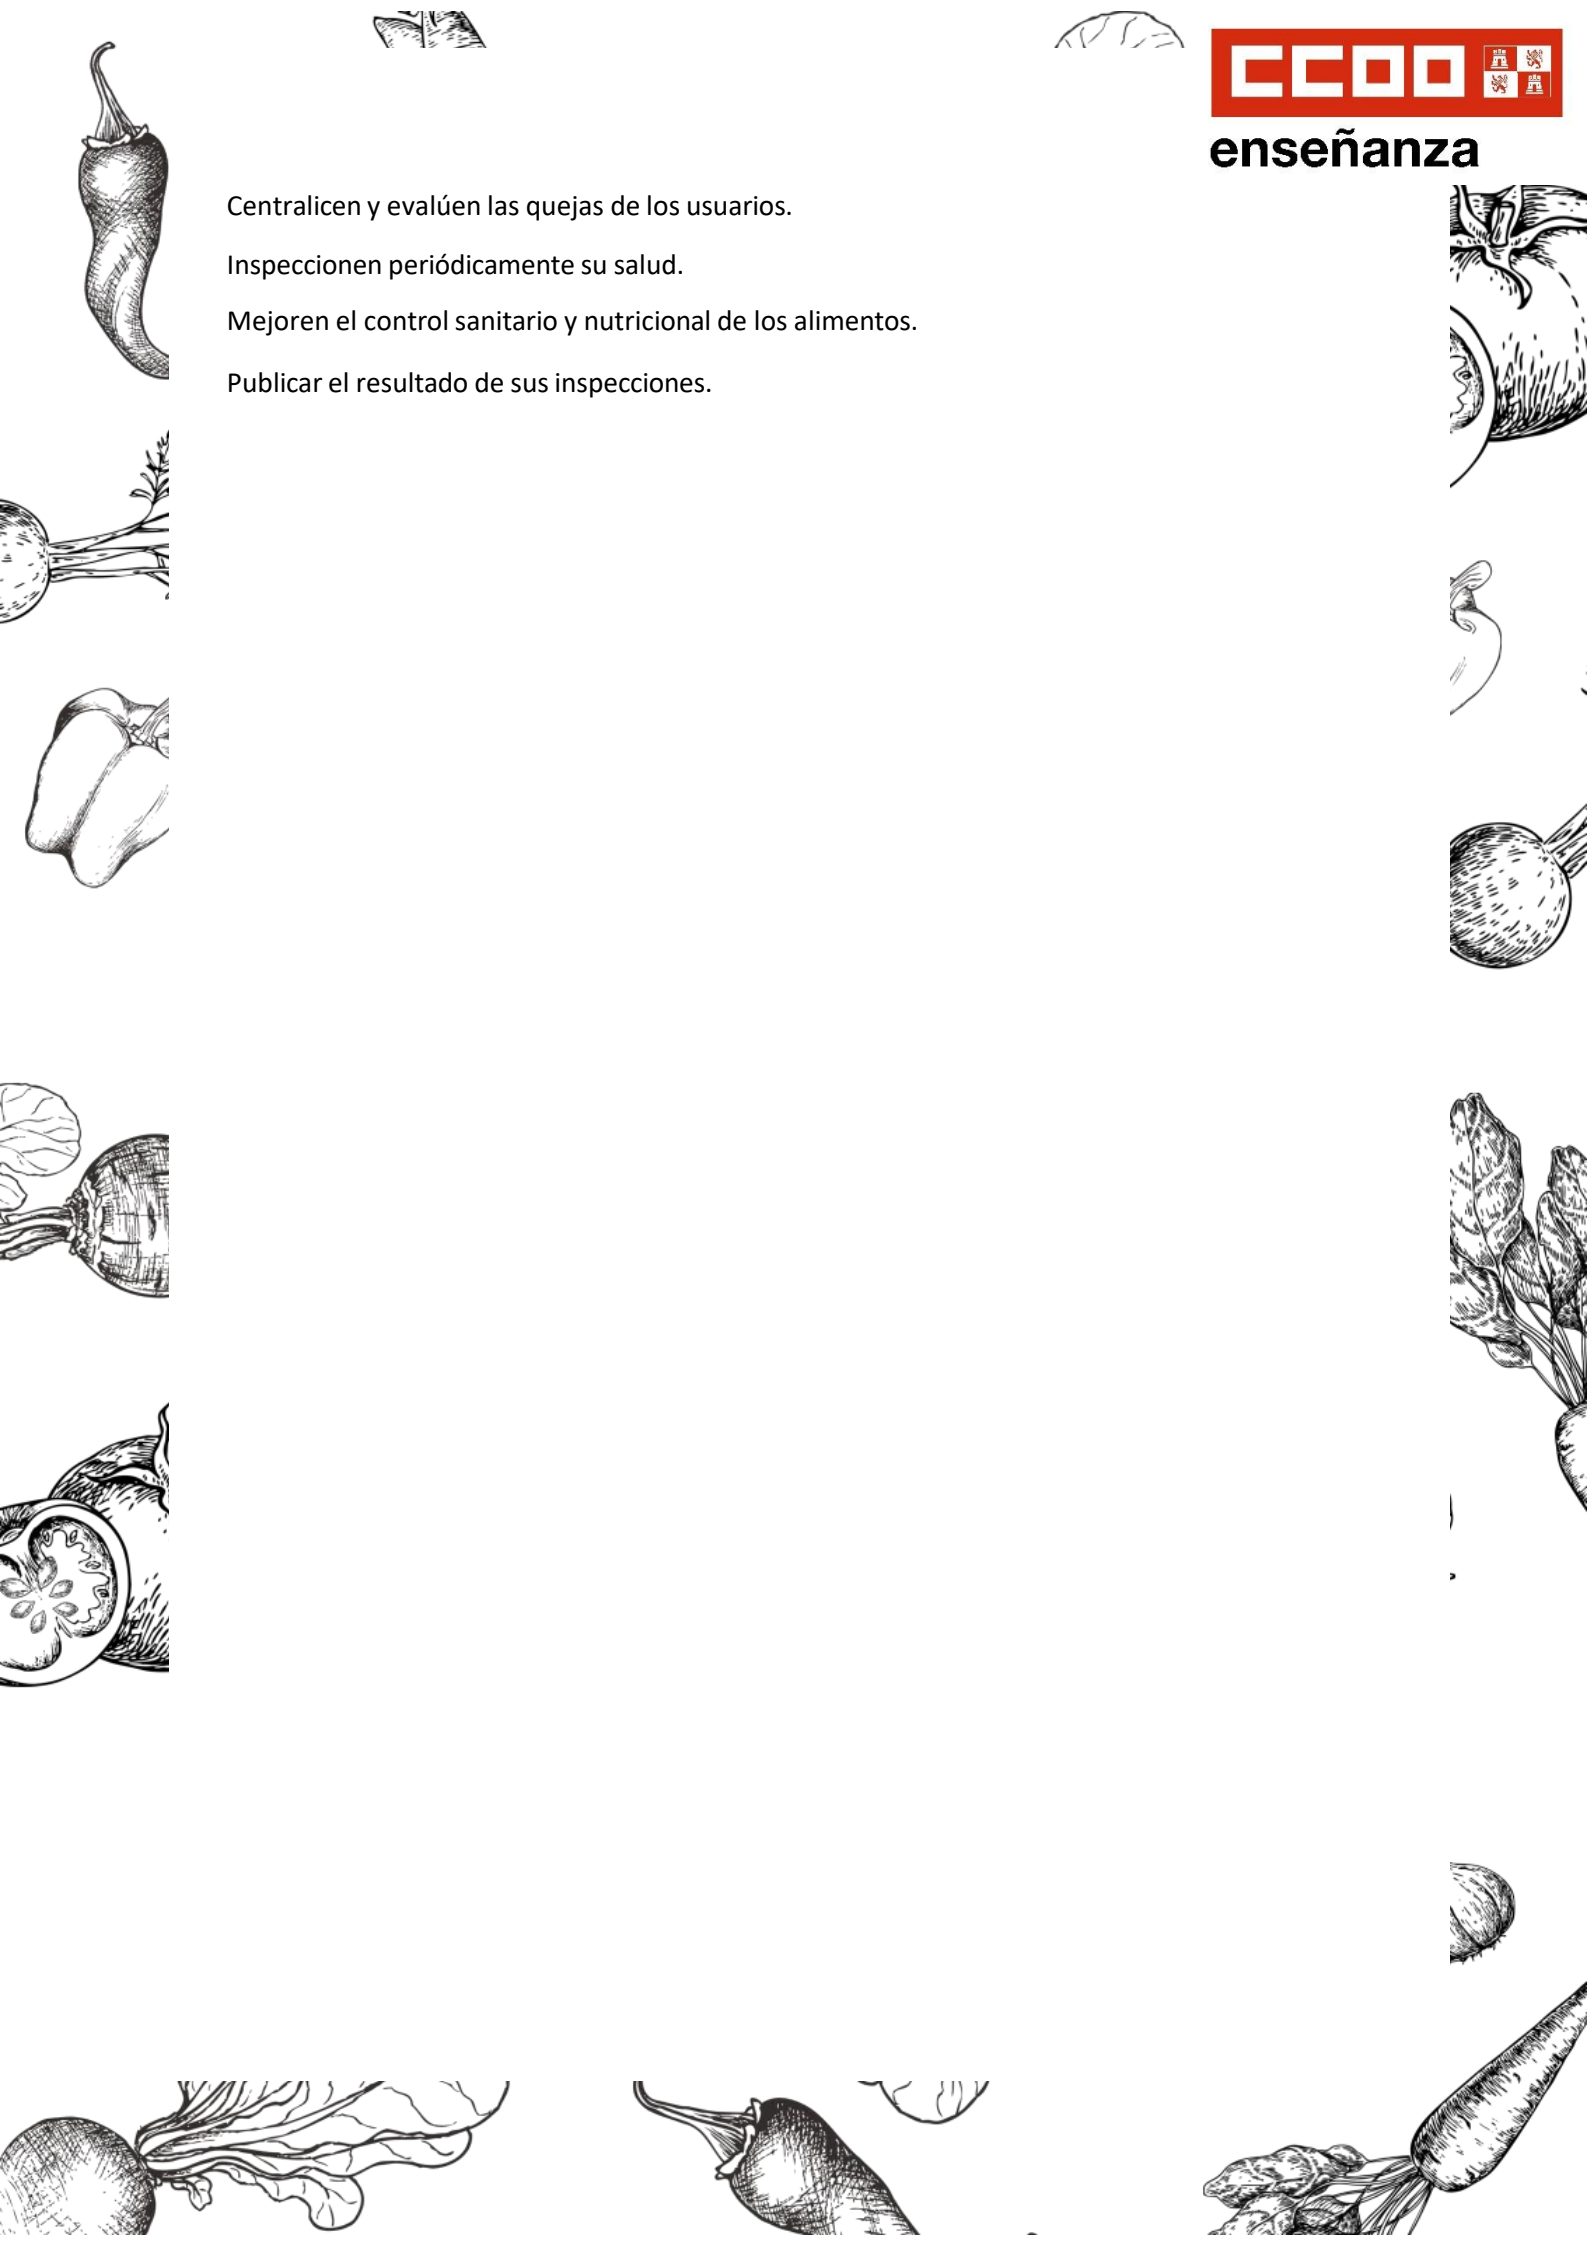 CCOO
enseñanza
Centralicen y evalúen las quejas de los usuarios.
Inspeccionen periódicamente su salud.
Mejoren el control sanitario y nutricional de los alimentos.
Publicar el resultado de sus inspecciones.